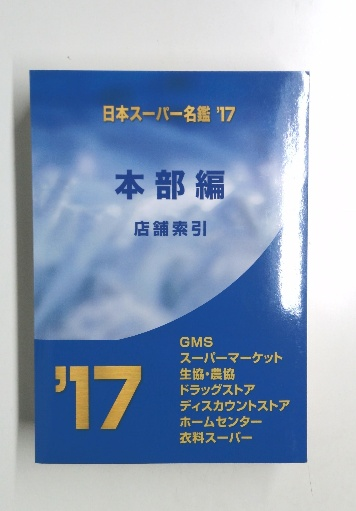 日本スーパー名鑑 '17
本部編
店舗索引
GMS
スーパーマーケット
生協・農協
ドラッグストア
ディスカウントストア
ホームセンター
衣料スーパー
'17